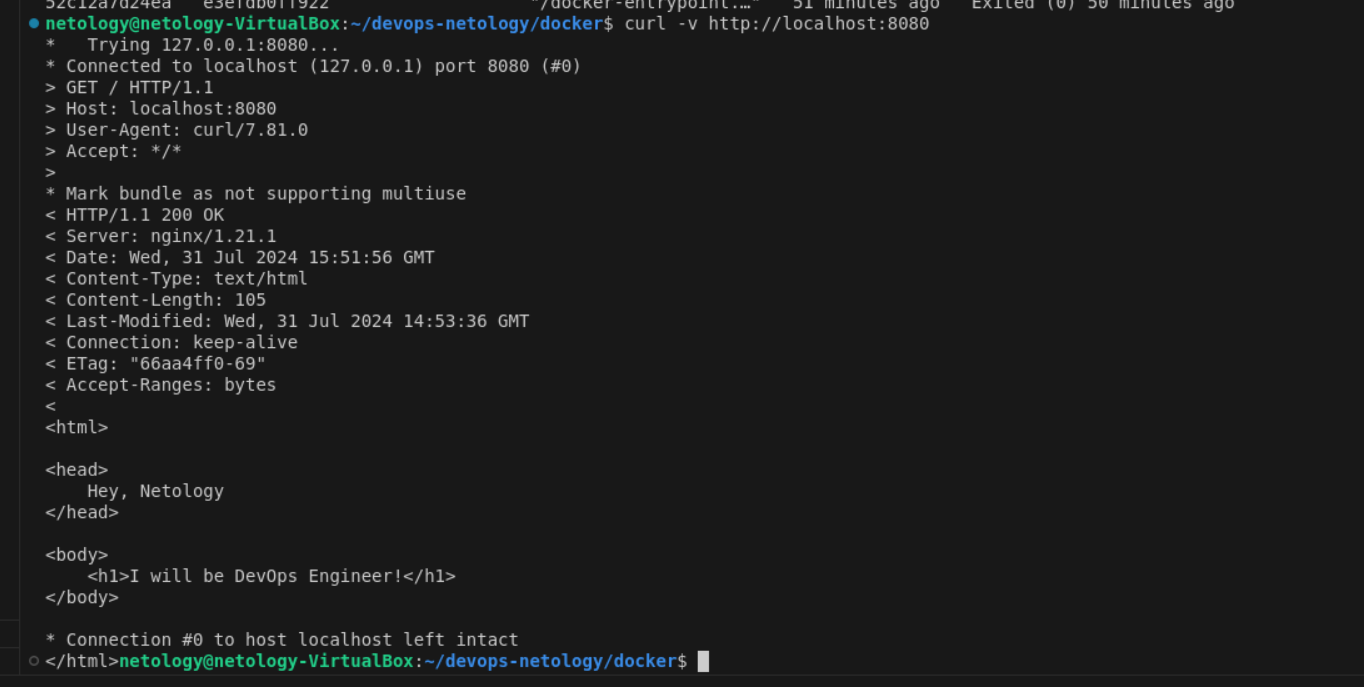 52c12a7d24ea   e3efdb0ff922                   "/docker-entrypoint.…"   51 minutes ago   Exited (0) 50 minutes ago
netology@netology-VirtualBox:~/devops-netology/docker$ curl -v http://localhost:8080
*   Trying 127.0.0.1:8080...
* Connected to localhost (127.0.0.1) port 8080 (#0)
> GET / HTTP/1.1
> Host: localhost:8080
> User-Agent: curl/7.81.0
> Accept: */*
>
* Mark bundle as not supporting multiuse
< HTTP/1.1 200 OK
< Server: nginx/1.21.1
< Date: Wed, 31 Jul 2024 15:51:56 GMT
< Content-Type: text/html
< Content-Length: 105
< Last-Modified: Wed, 31 Jul 2024 14:53:36 GMT
< Connection: keep-alive
< ETag: "66aa4ff0-69"
< Accept-Ranges: bytes
<
<html>

<head>
    Hey, Netology
</head>

<body>
    <h1>I will be DevOps Engineer!</h1>
</body>

* Connection #0 to host localhost left intact
</html>netology@netology-VirtualBox:~/devops-netology/docker$